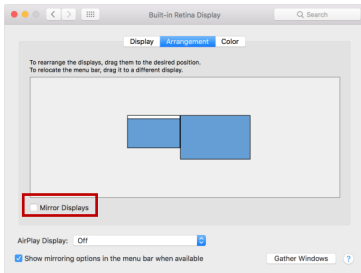 Built-in Retina Display
Search
Display Arrangement Color
To rearrange the displays, drag them to the desired position.
To relocate the menu bar, drag it to a different display.
Mirror Displays
AirPlay Display: Off
Show mirroring options in the menu bar when available
Gather Windows
?